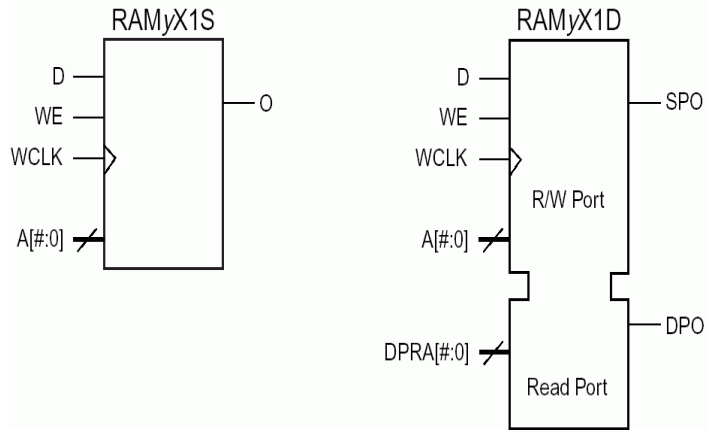 RAMyX1S
D
WE
WCLK
A[#:0]
O
RAMyX1D
D
WE
WCLK
A[#:0]
R/W Port
SPO
DPRA[#:0]
Read Port
DPO